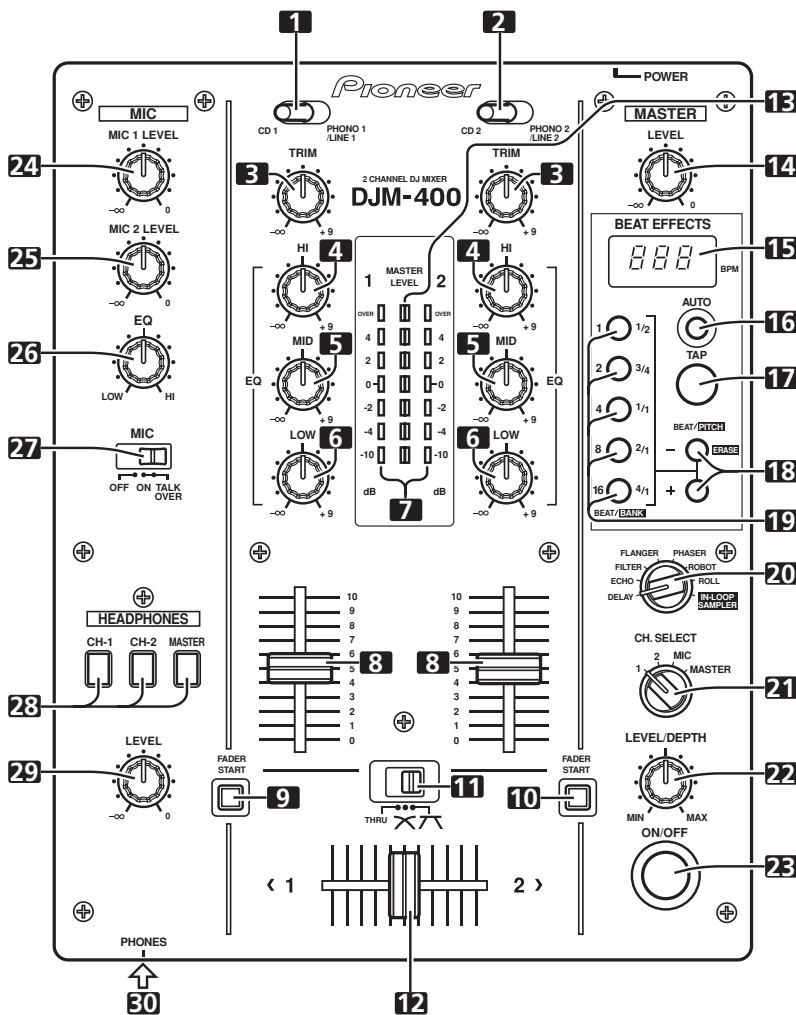 1
2
POWER
Pioneer
MIC
CD 1
PHONO 1
/LINE 1
CD 2
PHONO 2
/LINE 2
13
MASTER
MIC 1 LEVEL
24
-∞
0
TRIM
3
-∞
+ 9
2 CHANNEL DJ MIXER
DJM-400
TRIM
3
-∞
+ 9
LEVEL
14
-∞
0
MIC 2 LEVEL
25
-∞
0
EQ
26
LOW
HI
MIC
27
OFF
ON
TALK
OVER
EQ
HI
4
-∞
+ 9
MID
5
-∞
+ 9
LOW
6
-∞
+ 9
1
MASTER
LEVEL
2
OVER
OVER
4
4
2
2
0
0
-2
-2
-4
-4
-10
-10
dB
7
dB
HI
4
-∞
+ 9
MID
5
-∞
+ 9
LOW
6
-∞
+ 9
EQ
BEAT EFFECTS
888
BPM
15
AUTO
16
TAP
17
1
1/2
2
3/4
4
1/1
8
2/1
16
4/1
BEAT/PITCH
−
ERASE
+
18
BEAT/BANK
19
FLANGER
PHASER
FILTER
ROBOT
ECHO
ROLL
DELAY
IN-LOOP
SAMPLER
20
HEADPHONES
CH-1
CH-2
MASTER
28
LEVEL
29
-∞
0
10
9
8
7
6
5
4
3
2
1
0
8
8
10
9
8
7
6
5
4
3
2
1
0
CH. SELECT
1
2
MIC
MASTER
21
LEVEL/DEPTH
22
MIN
MAX
ON/OFF
23
FADER
START
9
11
THRU
FADER
START
10
‹ 1
2 ›
12
PHONES
30